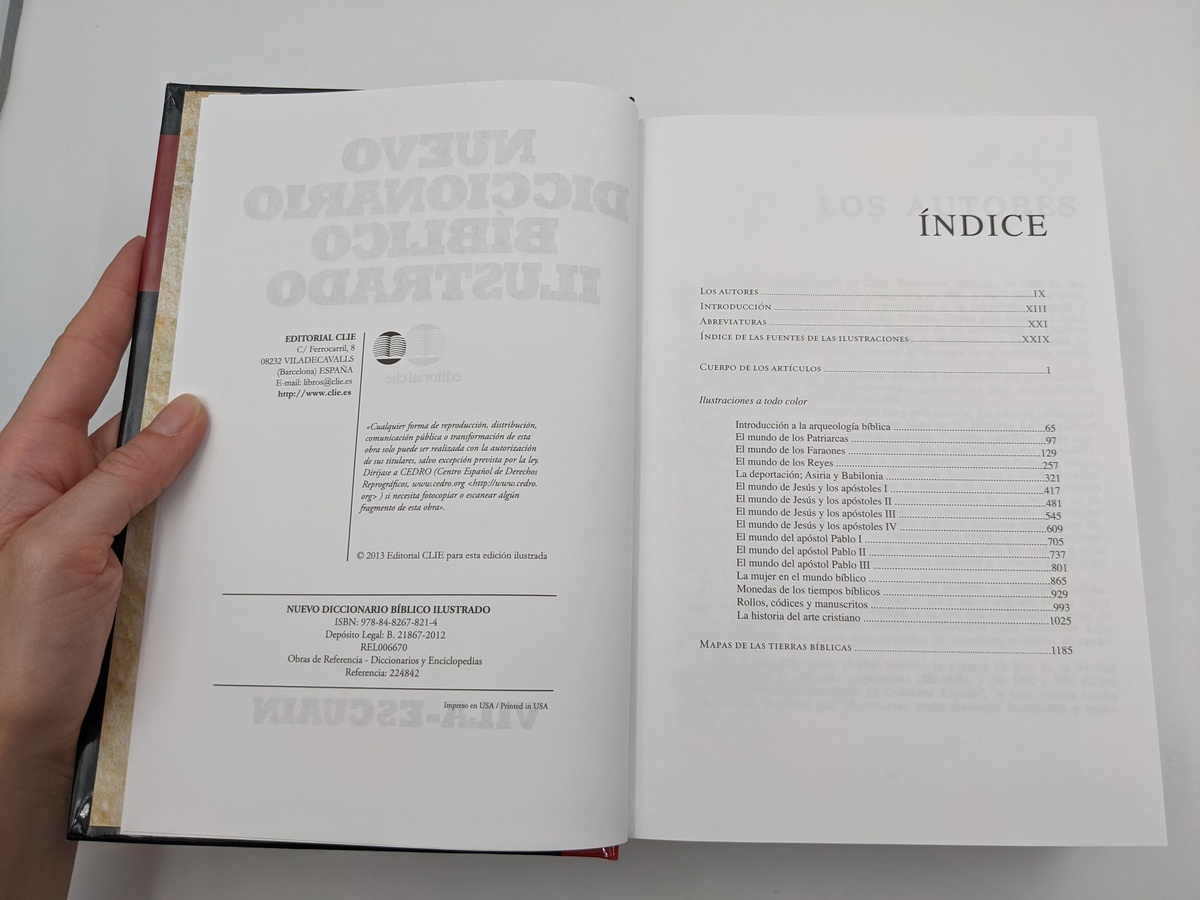 NUEVO
DICCIONARIO
BÍBLICO
ILUSTRADO
EDITORIAL CLIE
C/ Ferrocarril, 8
08232 VILADECAVALLS
(Barcelona) ESPAÑA
E-mail: libros@clie.es
http://www.clie.es
editorial clie
«Cualquier forma de reproducción, distribución,
comunicación pública o transformación de esta
obra solo puede ser realizada con la autorización
de sus titulares, salvo excepción prevista por la ley.
Diríjase a CEDRO (Centro Español de Derechos
Reprográficos, www.cedro.org <http://www.cedro.
org> ) si necesita fotocopiar o escanear algún
fragmento de esta obra».
© 2013 Editorial CLIE para esta edición ilustrada
NUEVO DICCIONARIO BÍBLICO ILUSTRADO
ISBN: 978-84-8267-821-4
Depósito Legal: B. 21867-2012
REL006670
Obras de Referencia - Diccionarios y Enciclopedias
Referencia: 224842
Impreso en USA / Printed in USA
VILA-ESCUAIN
LOS AUTORES
ÍNDICE
Los autores ... IX
Introducción ... XIII
Abreviaturas ... XXI
Índice de las fuentes de las ilustraciones ... XXIX
Cuerpo de los artículos ... 1
Ilustraciones a todo color
Introducción a la arqueología bíblica ... 65
El mundo de los Patriarcas ... 97
El mundo de los Faraones ... 129
El mundo de los Reyes ... 257
La deportación; Asiria y Babilonia ... 321
El mundo de Jesús y los apóstoles I ... 417
El mundo de Jesús y los apóstoles II ... 481
El mundo de Jesús y los apóstoles III ... 545
El mundo de Jesús y los apóstoles IV ... 609
El mundo del apóstol Pablo I ... 705
El mundo del apóstol Pablo II ... 737
El mundo del apóstol Pablo III ... 801
La mujer en el mundo bíblico ... 865
Monedas de los tiempos bíblicos ... 929
Rollos, códices y manuscritos ... 993
La historia del arte cristiano ... 1025
Mapas de las tierras bíblicas ... 1185